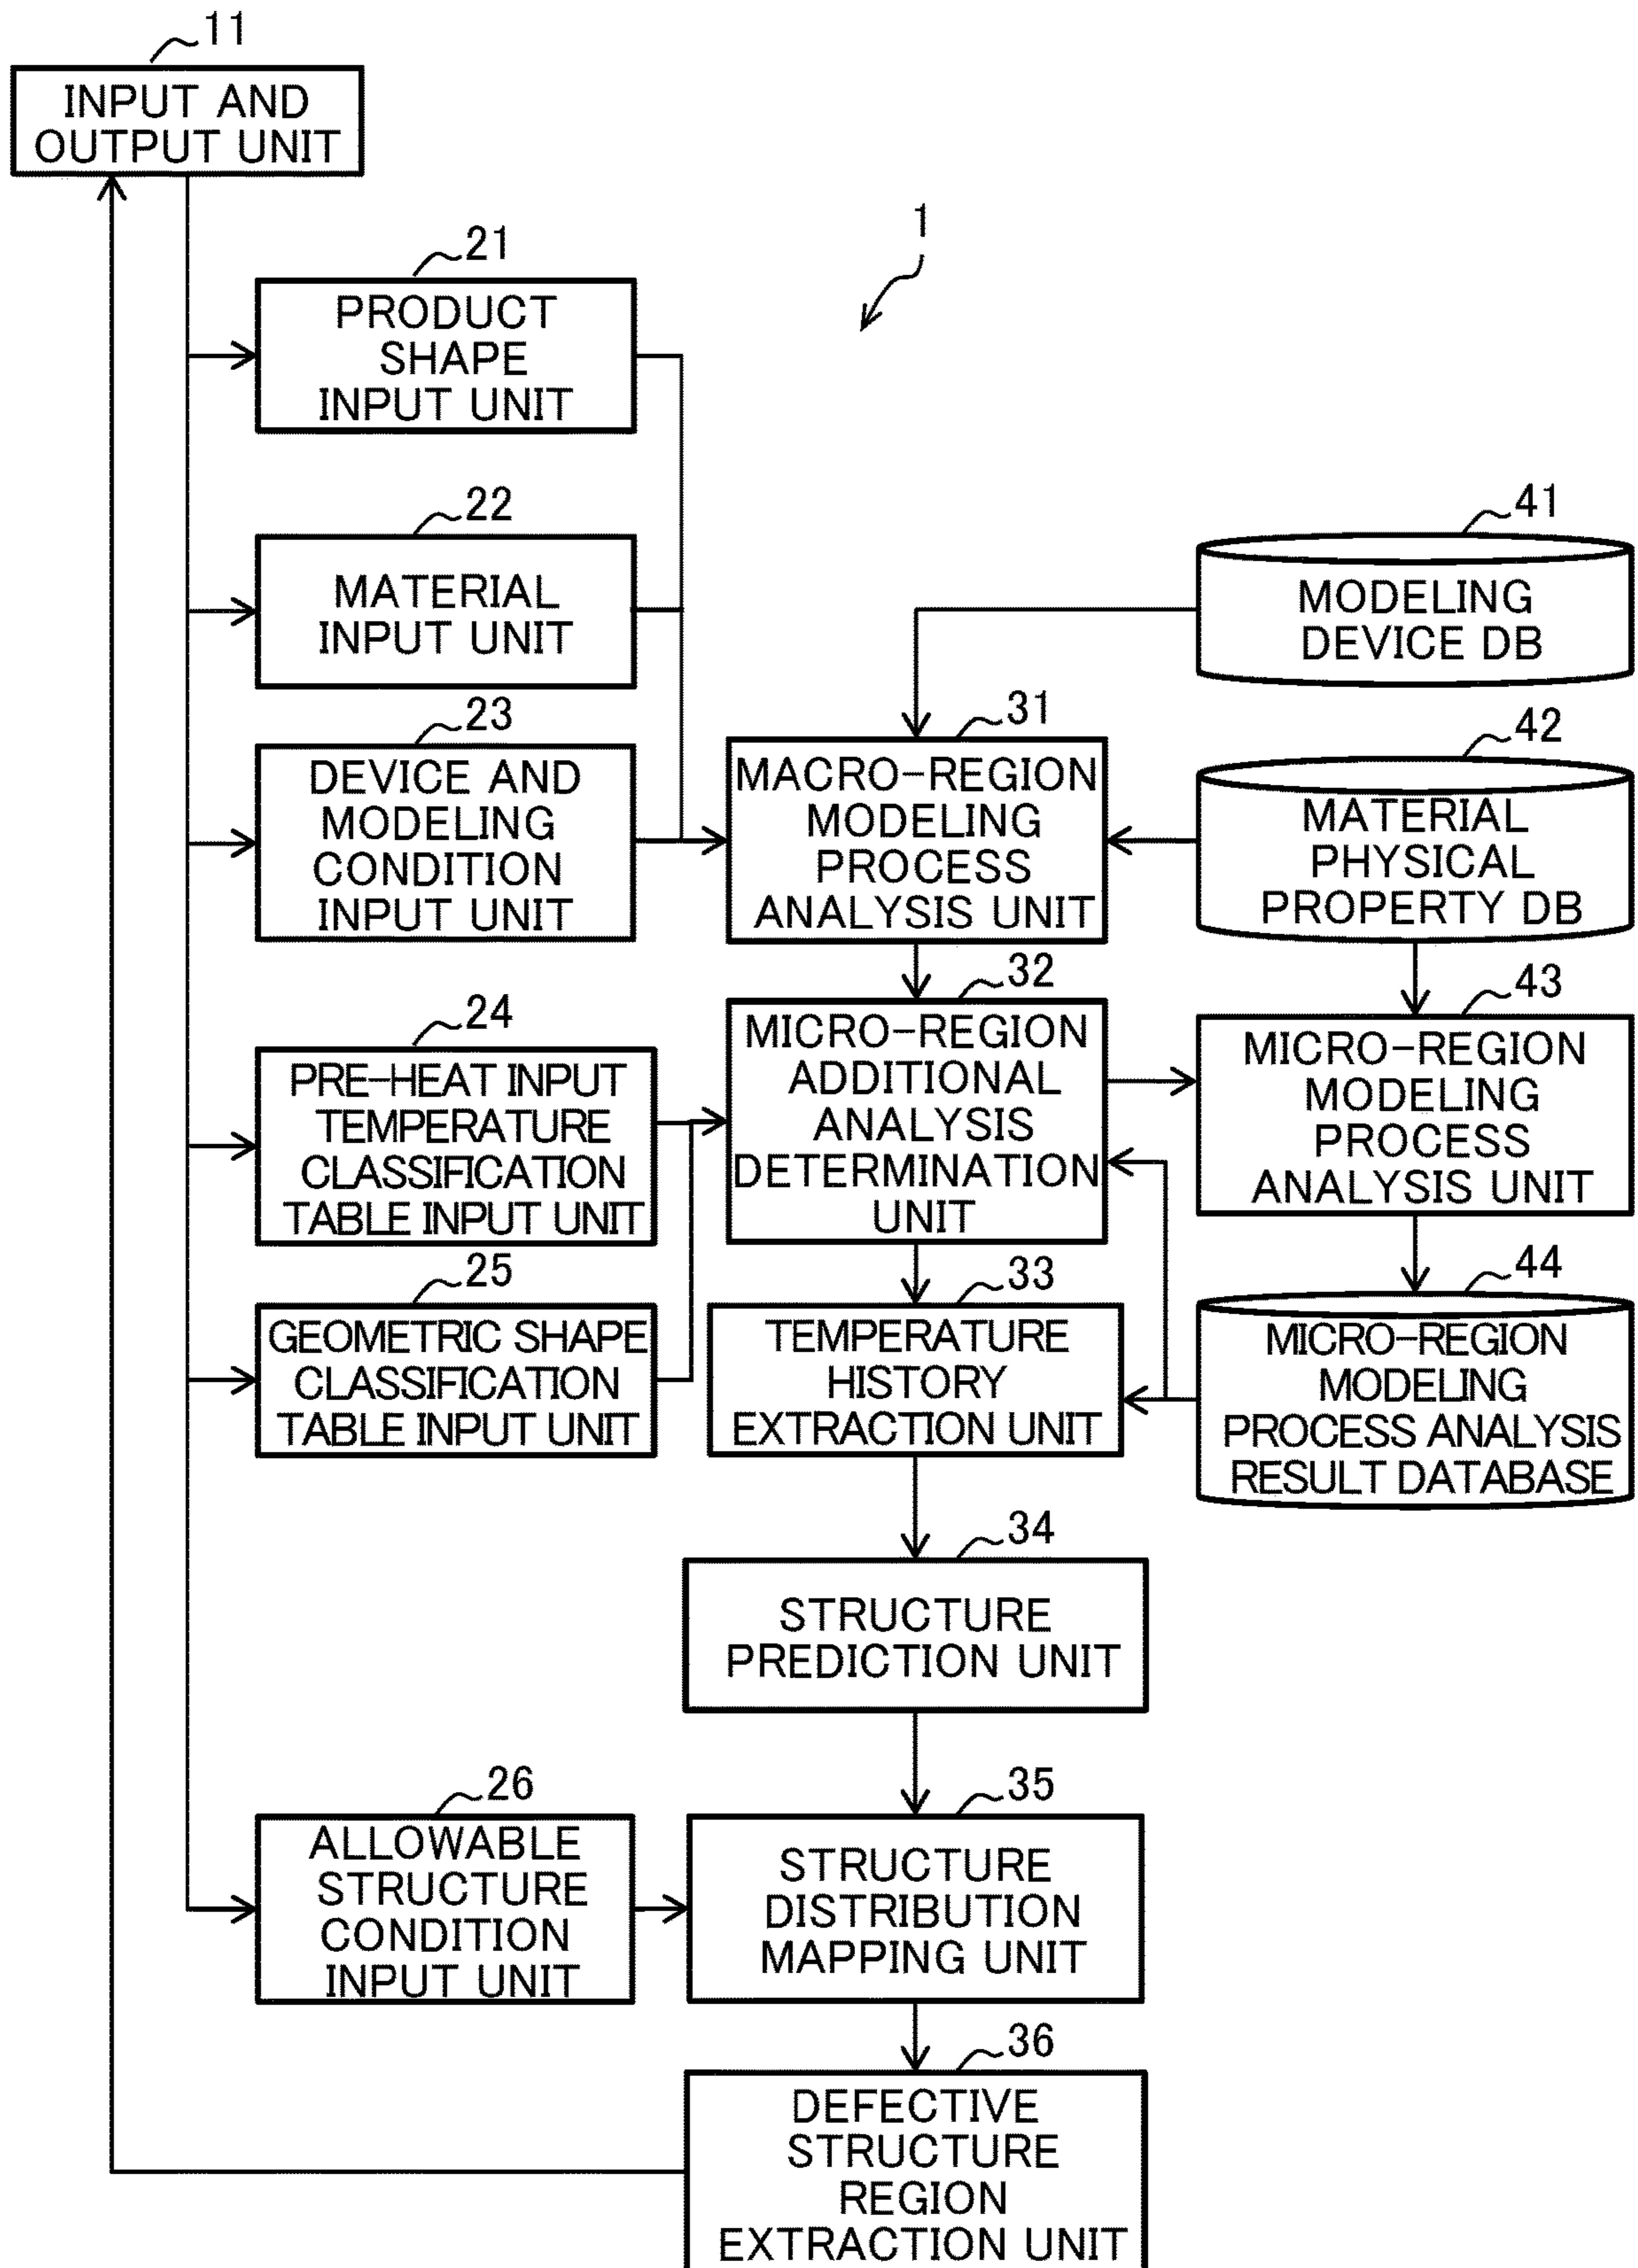 11
INPUT AND
OUTPUT UNIT
1
21
PRODUCT
SHAPE
INPUT UNIT
22
MATERIAL
INPUT UNIT
23
DEVICE AND
MODELING
CONDITION
INPUT UNIT
24
PRE-HEAT INPUT
TEMPERATURE
CLASSIFICATION
TABLE INPUT UNIT
25
GEOMETRIC SHAPE
CLASSIFICATION
TABLE INPUT UNIT
26
ALLOWABLE
STRUCTURE
CONDITION
INPUT UNIT
31
MACRO-REGION
MODELING
PROCESS
ANALYSIS UNIT
32
MICRO-REGION
ADDITIONAL
ANALYSIS
DETERMINATION
UNIT
33
TEMPERATURE
HISTORY
EXTRACTION UNIT
34
STRUCTURE
PREDICTION UNIT
35
STRUCTURE
DISTRIBUTION
MAPPING UNIT
36
DEFECTIVE
STRUCTURE
REGION
EXTRACTION UNIT
41
MODELING
DEVICE DB
42
MATERIAL
PHYSICAL
PROPERTY DB
43
MICRO-REGION
MODELING
PROCESS
ANALYSIS UNIT
44
MICRO-REGION
MODELING
PROCESS ANALYSIS
RESULT DATABASE